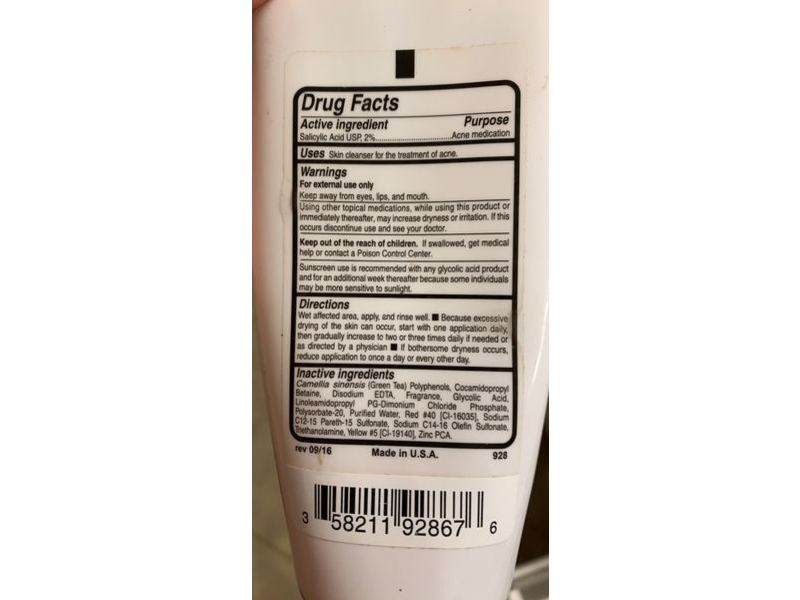 Drug Facts
Active ingredient Purpose
Salicylic Acid USP, 2%...........................Acne medication
Uses Skin cleanser for the treatment of acne.
Warnings
For external use only
Keep away from eyes, lips, and mouth.
Using other topical medications, while using this product or
immediately thereafter, may increase dryness or irritation. If this
occurs discontinue use and see your doctor.
Keep out of the reach of children. If swallowed, get medical
help or contact a Poison Control Center.
Sunscreen use is recommended with any glycolic acid product
and for an additional week thereafter because some individuals
may be more sensitive to sunlight.
Directions
Wet affected area, apply, and rinse well. ■ Because excessive
drying of the skin can occur, start with one application daily,
then gradually increase to two or three times daily if needed or
as directed by a physician ■ If bothersome dryness occurs,
reduce application to once a day or every other day.
Inactive ingredients
Camellia sinensis (Green Tea) Polyphenols, Cocamidopropyl
Betaine, Disodium EDTA, Fragrance, Glycolic Acid,
Linoleamidopropyl PG-Dimonium Chloride Phosphate,
Polysorbate-20, Purified Water, Red #40 [CI-16035], Sodium
C12-15 Pareth-15 Sulfonate, Sodium C14-16 Olefin Sulfonate,
Triethanolamine, Yellow #5 [CI-19140], Zinc PCA.
rev 09/16 Made in U.S.A. 928
3 58211 92867 6